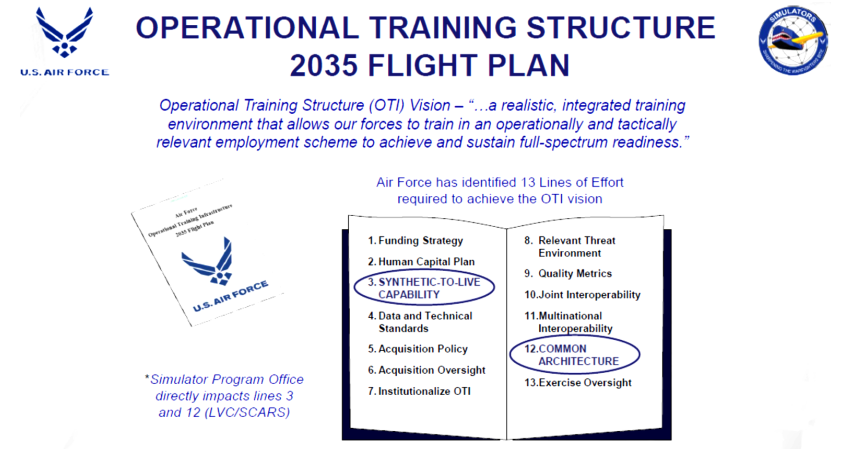 U.S. AIR FORCE
OPERATIONAL TRAINING STRUCTURE
2035 FLIGHT PLAN
SIMULATORS
Operational Training Structure (OTI) Vision – “…a realistic, integrated training
environment that allows our forces to train in an operationally and tactically
relevant employment scheme to achieve and sustain full-spectrum readiness.”
Air Force
Operational Training Infrastructure
2035 Flight Plan
U.S. AIR FORCE
*Simulator Program Office
directly impacts lines 3
and 12 (LVC/SCARS)
Air Force has identified 13 Lines of Effort
required to achieve the OTI vision
1. Funding Strategy
2. Human Capital Plan
3. SYNTHETIC-TO-LIVE
CAPABILITY
4. Data and Technical
Standards
5. Acquisition Policy
6. Acquisition Oversight
7. Institutionalize OTI
8. Relevant Threat
Environment
9. Quality Metrics
10.Joint Interoperability
11.Multinational
Interoperability
12.COMMON
ARCHITECTURE
13.Exercise Oversight